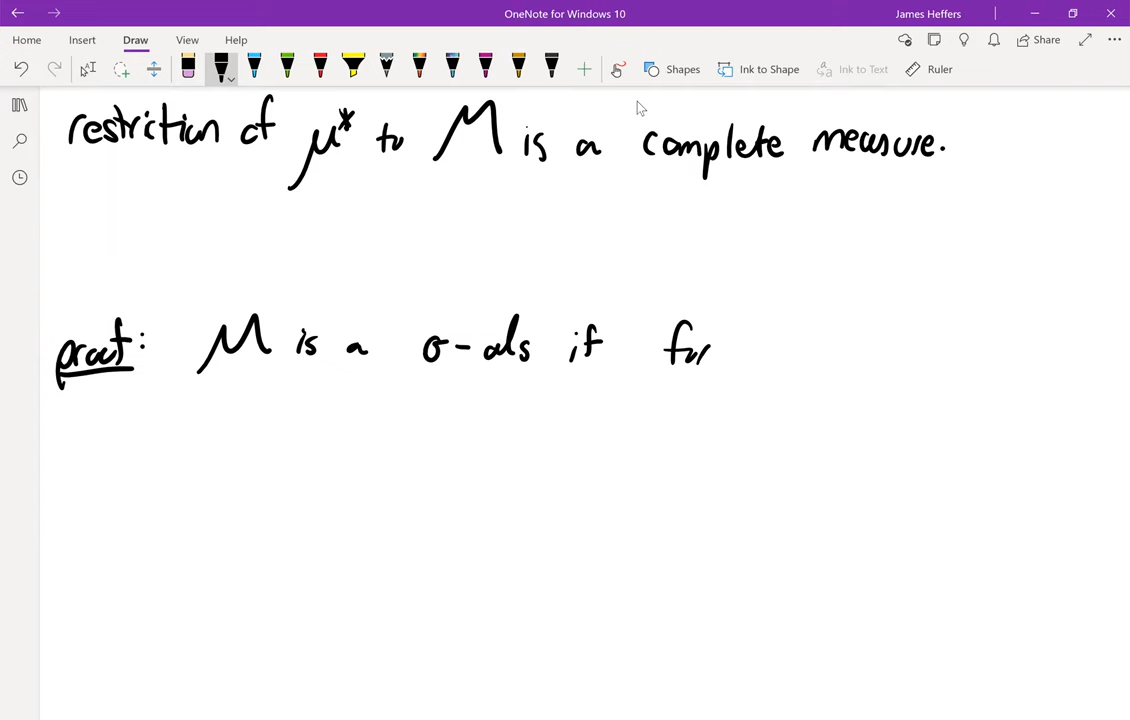 OneNote for Windows 10
James Heffers
Home Insert Draw View Help
Share
Shapes Ink to Shape Ink to Text Ruler
restriction of μ* to M is a complete measure.
proof: M is a σ-alg if for